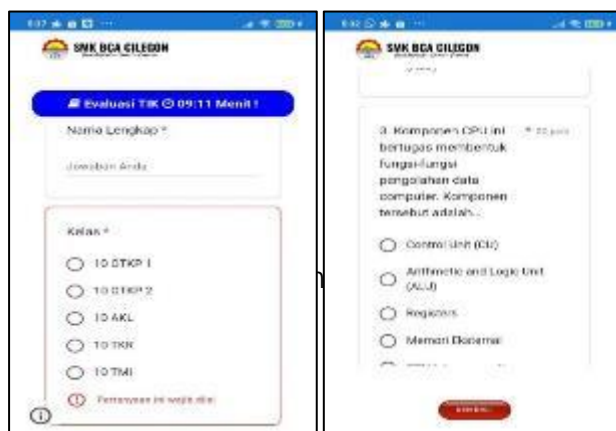 SMK BCA CILEGON
Evaluasi TIK 09:11 Menit !
Nama Lengkap *
Jawaban Anda
Kelas *
10 OTKP 1
10 OTKP 2
10 AKL
10 TKR
10 TMI
Pertanyaan ini wajib diisi
SMK BCA CILEGON
3. Komponen CPU ini
bertugas membentuk
fungsi-fungsi
pengolahan data
computer. Komponen
tersebut adalah...
Control Unit (CU)
Arithmetic and Logic Unit
(ALU)
Registers
Memori Eksternal